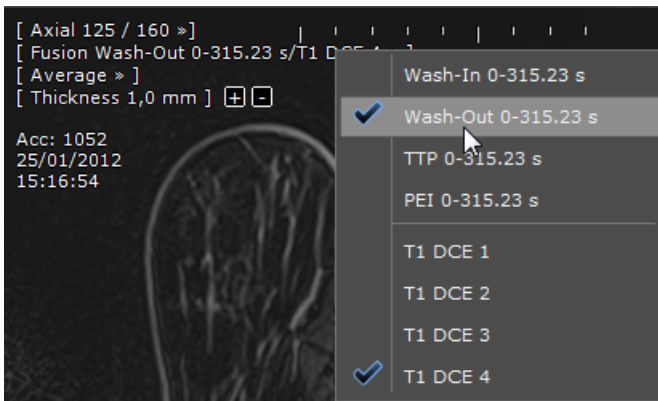 [ Axial 125 / 160 »]
[ Fusion Wash-Out 0-315.23 s/T1 DCE 4
[ Average » ]
[ Thickness 1,0 mm ] + -
Acc: 1052
25/01/2012
15:16:54
Wash-In 0-315.23 s
Wash-Out 0-315.23 s
TTP 0-315.23 s
PEI 0-315.23 s
T1 DCE 1
T1 DCE 2
T1 DCE 3
T1 DCE 4